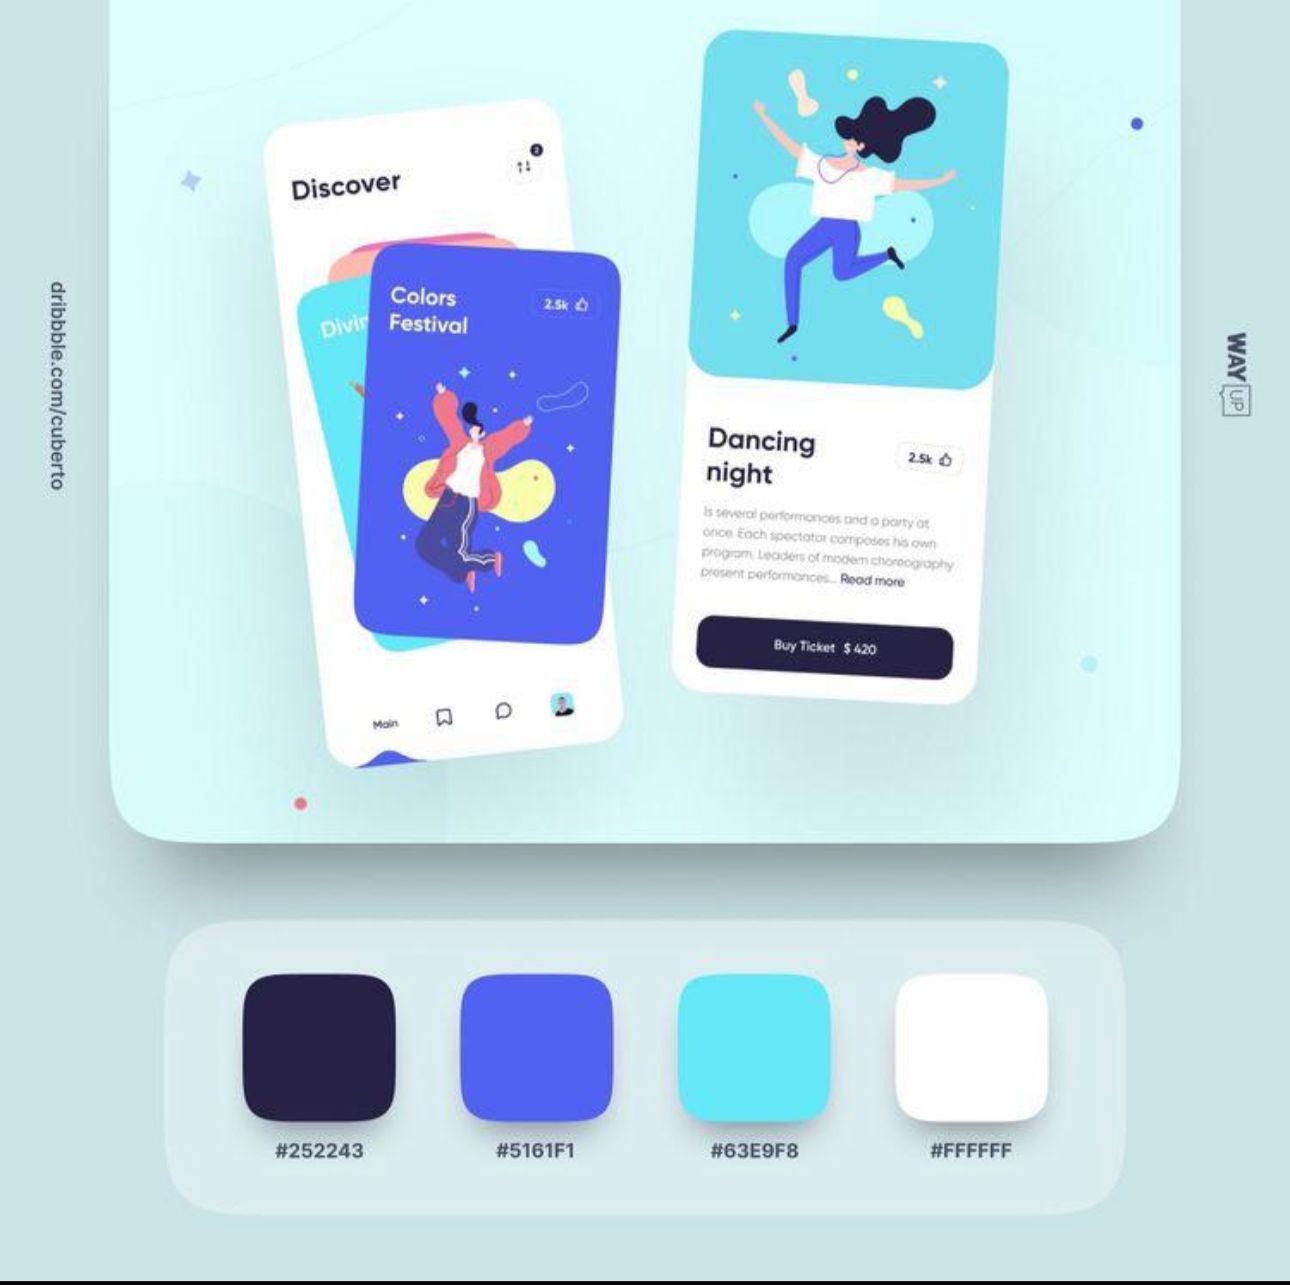 dribbble.com/cuberto
Discover
2
Divin
Colors
Festival
2.5k
Main
Dancing
night
2.5k
Is several performances and a party at
once. Each spectator composes his own
program. Leaders of modern choreography
present performances... Read more
Buy Ticket $ 420
WAY UP
#252243
#5161F1
#63E9F8
#FFFFFF